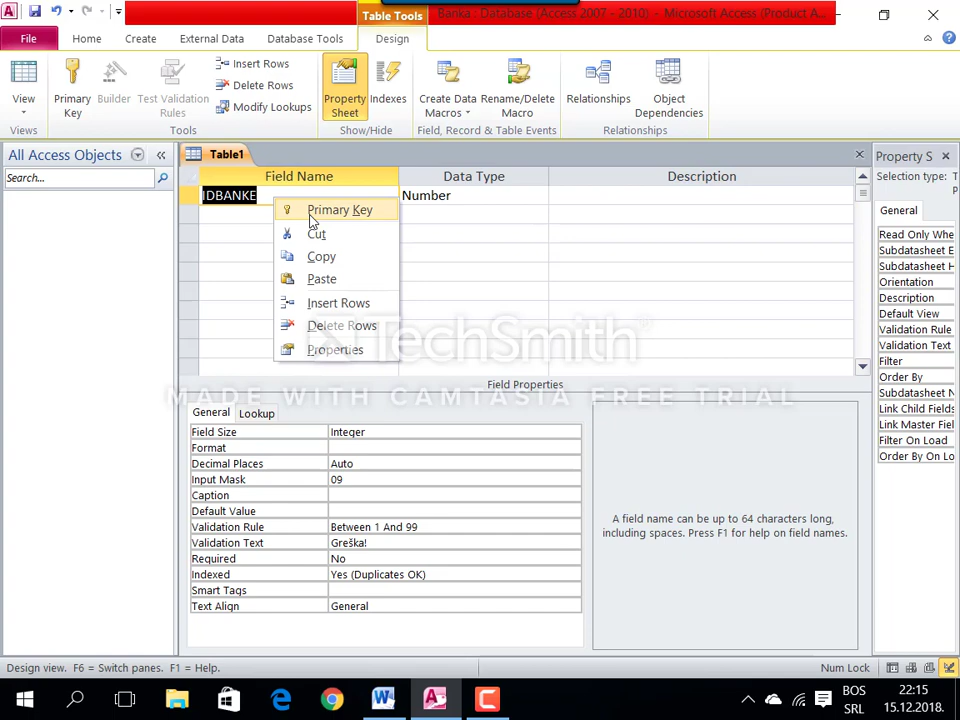 Table Tools
Banka : Database (Access 2007 - 2010) - Microsoft Access (Product A...
File
Home
Create
External Data
Database Tools
Design
View
Primary Key
Builder
Test Validation Rules
Insert Rows
Delete Rows
Modify Lookups
Property Sheet
Indexes
Create Data Macros
Rename/Delete Macro
Relationships
Object Dependencies
Views
Tools
Show/Hide
Field, Record & Table Events
Relationships
All Access Objects
Search...
Table1
Field Name
Data Type
Description
IDBANKE
Number
Primary Key
Cut
Copy
Paste
Insert Rows
Delete Rows
Properties
TechSmith
MADE WITH CAMTASIA FREE TRIAL
Field Properties
General
Lookup
Field Size Integer
Format
Decimal Places Auto
Input Mask 09
Caption
Default Value
Validation Rule Between 1 And 99
Validation Text Greška!
Required No
Indexed Yes (Duplicates OK)
Smart Tags
Text Align General
A field name can be up to 64 characters long,
including spaces. Press F1 for help on field names.
Property S
Selection type:
P
General
Read Only Whe
Subdatasheet E
Subdatasheet H
Orientation
Description
Default View
Validation Rule
Validation Text
Filter
Order By
Subdatasheet N
Link Child Fields
Link Master Fiel
Filter On Load
Order By On Lo
Design view. F6 = Switch panes. F1 = Help.
Num Lock
BOS
SRL
22:15
15.12.2018.